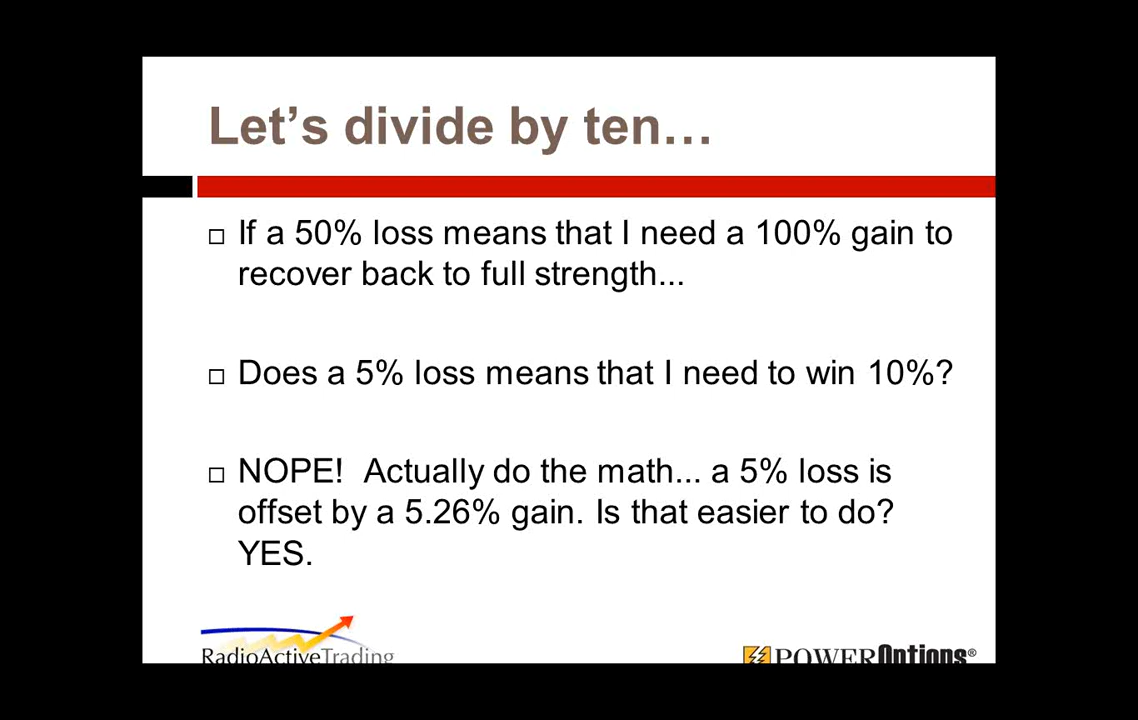 Let's divide by ten…
□ If a 50% loss means that I need a 100% gain to
recover back to full strength...
□ Does a 5% loss means that I need to win 10%?
□ NOPE!  Actually do the math... a 5% loss is
offset by a 5.26% gain. Is that easier to do?
YES.
RadioActiveTrading
POWEROptions®